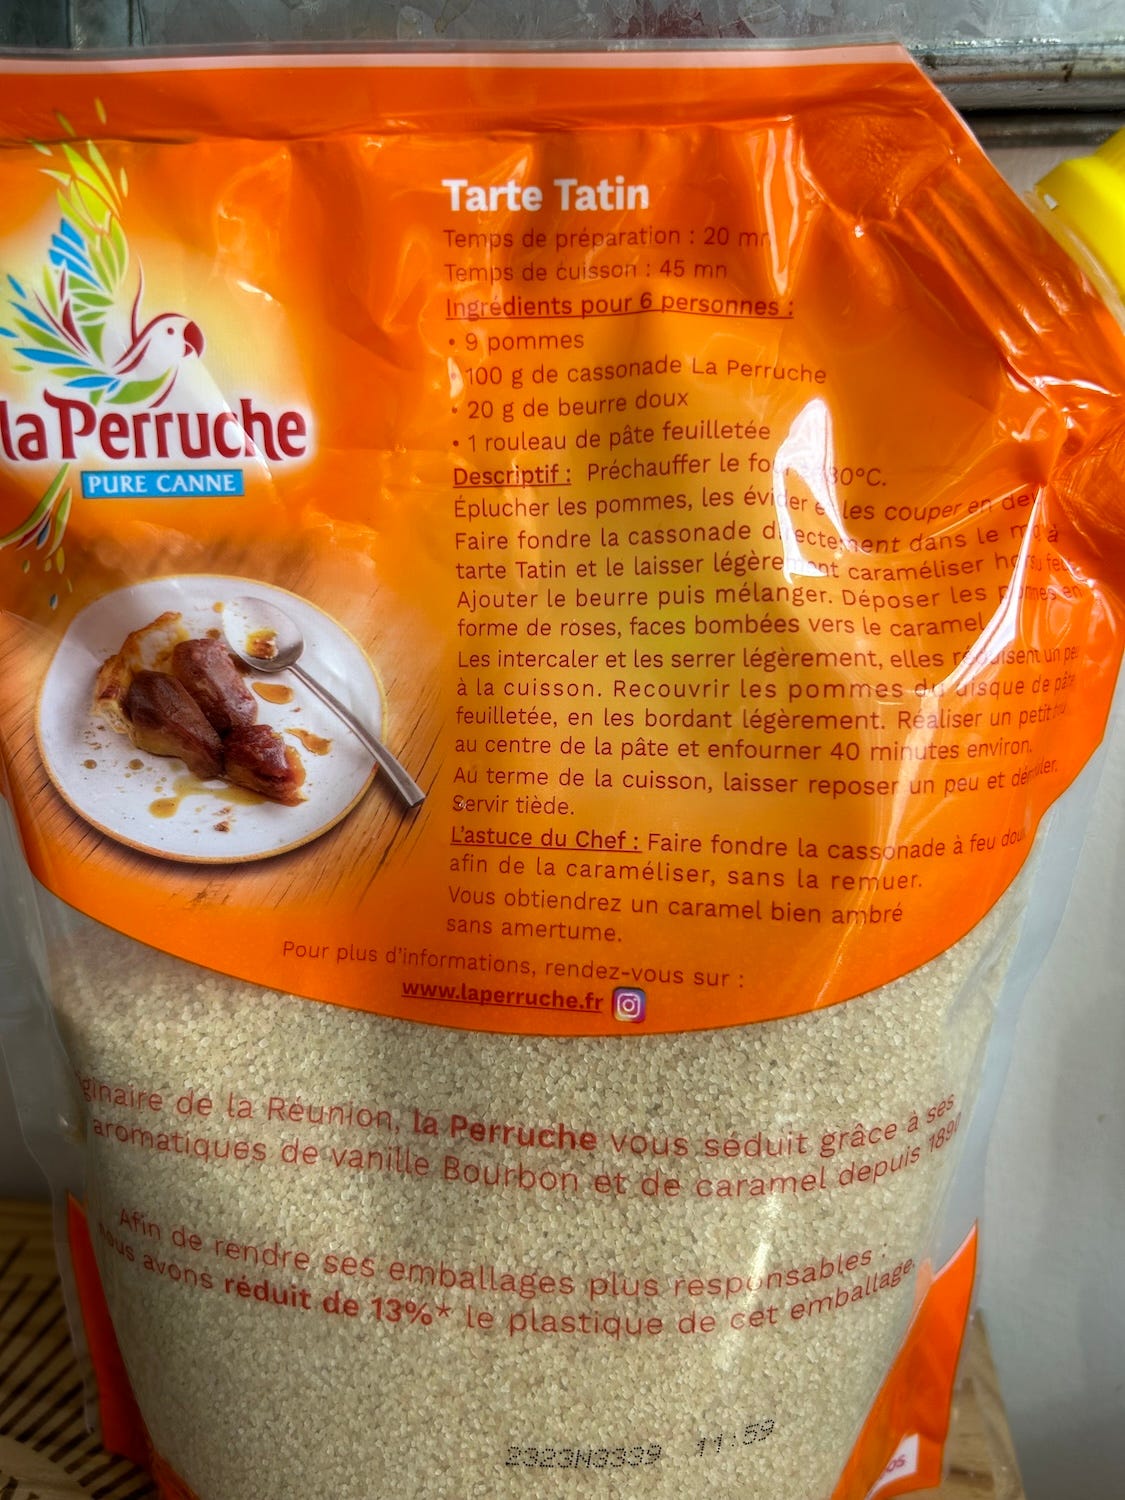 Tarte Tatin
Temps de préparation : 20 mn
Temps de cuisson : 45 mn
Ingrédients pour 6 personnes :
• 9 pommes
• 100 g de cassonade La Perruche
• 20 g de beurre doux
• 1 rouleau de pâte feuilletée
Descriptif : Préchauffer le four
Éplucher les pommes, les évider et les couper en
Faire fondre la cassonade directement dans le à
tarte Tatin et le laisser légèrement caraméliser hors feu
Ajouter le beurre puis mélanger. Déposer les pommes en
forme de roses, faces bombées vers le caramel
Les intercaler et les serrer légèrement, elles réduisent un peu
à la cuisson. Recouvrir les pommes du disque de pâte
feuilletée, en les bordant légèrement. Réaliser un petit trou
au centre de la pâte et enfourner 40 minutes environ.
Au terme de la cuisson, laisser reposer un peu et démouler.
Servir tiède.
L'astuce du Chef : Faire fondre la cassonade à feu doux
afin de la caraméliser, sans la remuer.
Vous obtiendrez un caramel bien ambré
sans amertume.
la Perruche
PURE CANNE
Pour plus d'informations, rendez-vous sur :
www.laperruche.fr
ginaire de la Réunion, la Perruche vous séduit grâce à ses
aromatiques de vanille Bourbon et de caramel depuis 1890
Afin de rendre ses emballages plus responsables :
nous avons réduit de 13%* le plastique de cet emballage.
2323N3339 11:59